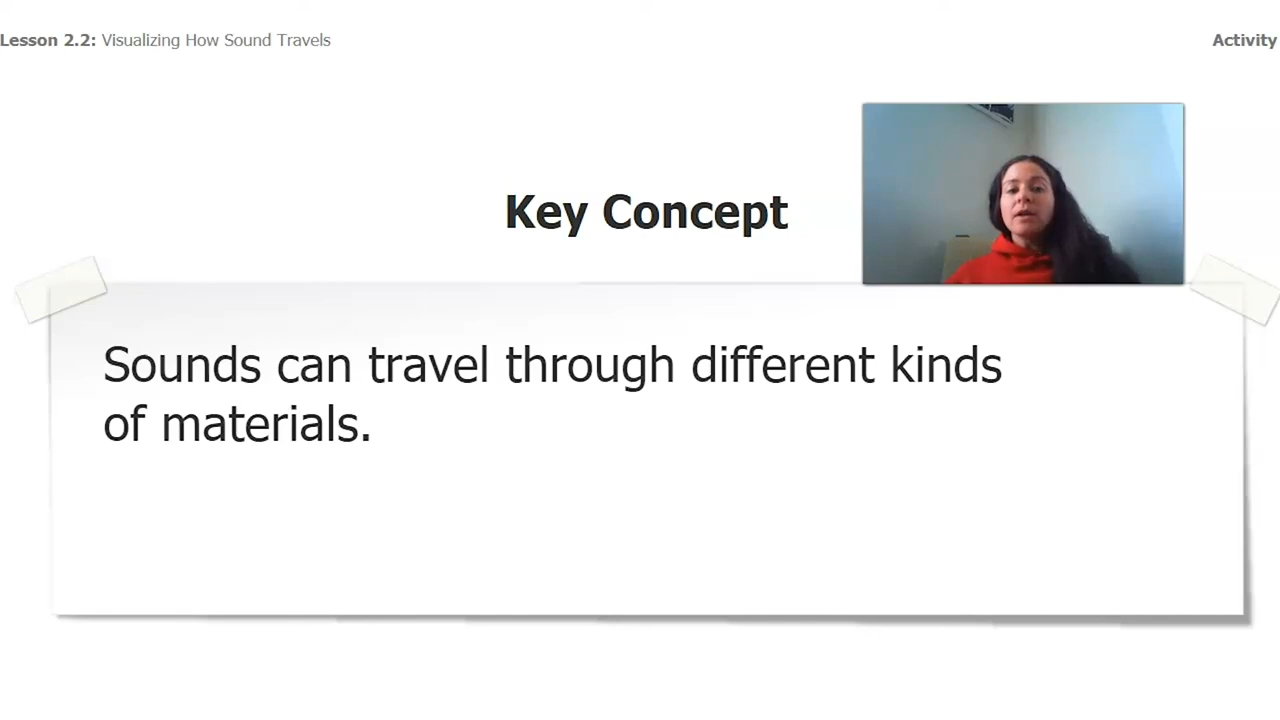 Lesson 2.2: Visualizing How Sound Travels
Activity
Key Concept
Sounds can travel through different kinds
of materials.